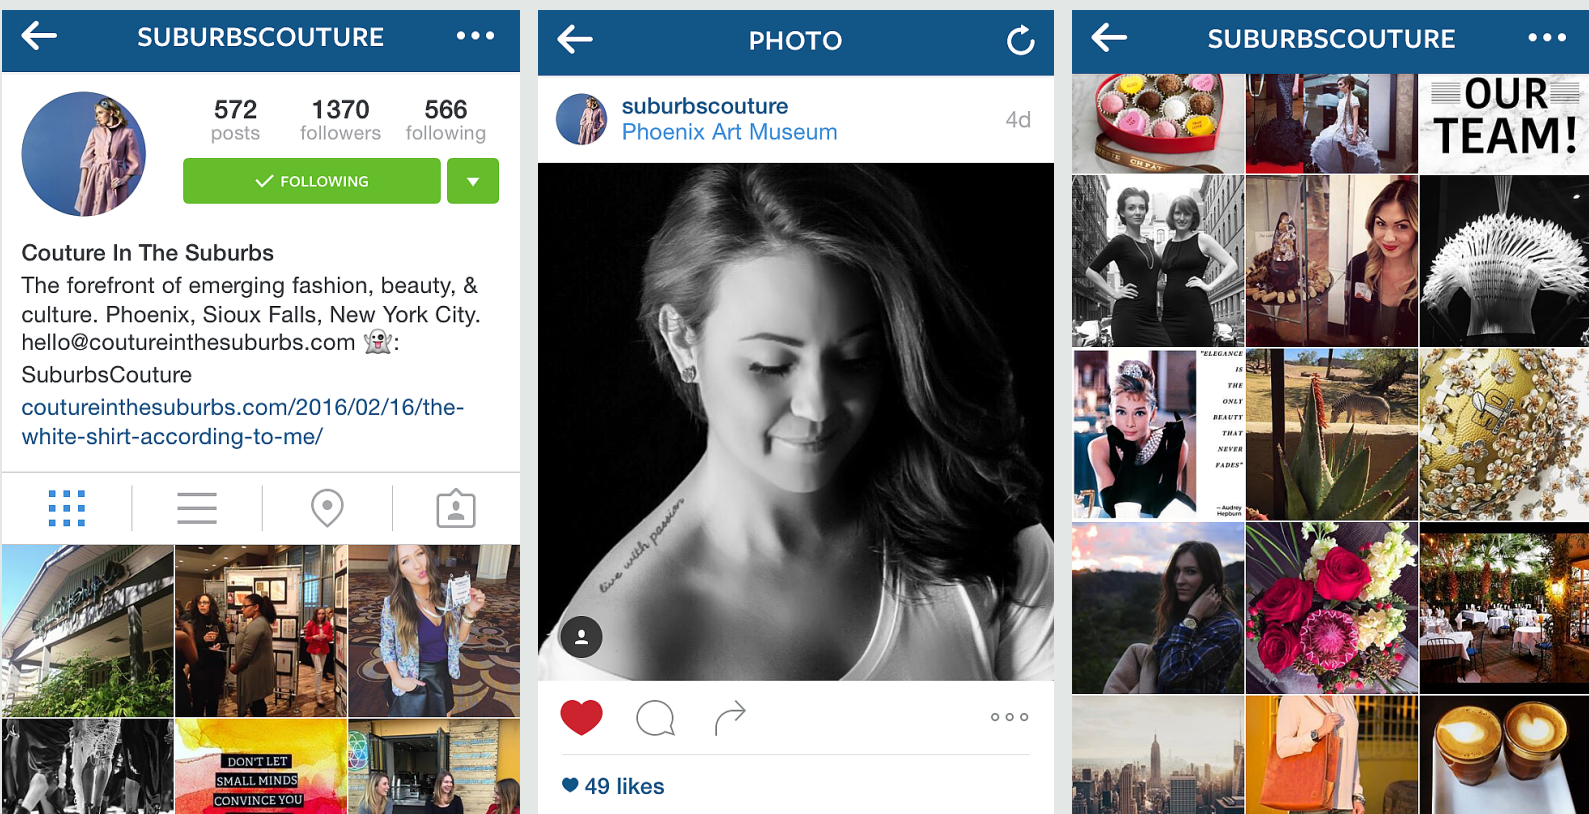 SUBURBSCOUTURE
572 1370 566
posts followers following
FOLLOWING
Couture In The Suburbs
The forefront of emerging fashion, beauty, &
culture. Phoenix, Sioux Falls, New York City.
hello@coutureinthesuburbs.com 👻:
SuburbsCouture
coutureinthesuburbs.com/2016/02/16/the-
white-shirt-according-to-me/
DON'T LET
SMALL MINDS
CONVINCE YOU
PHOTO
suburbscouture
Phoenix Art Museum
4d
live with passion
49 likes
SUBURBSCOUTURE
OUR
TEAM!
"ELEGANCE
IS
THE
ONLY
BEAUTY
THAT
NEVER
FADES"
—Audrey
Hepburn